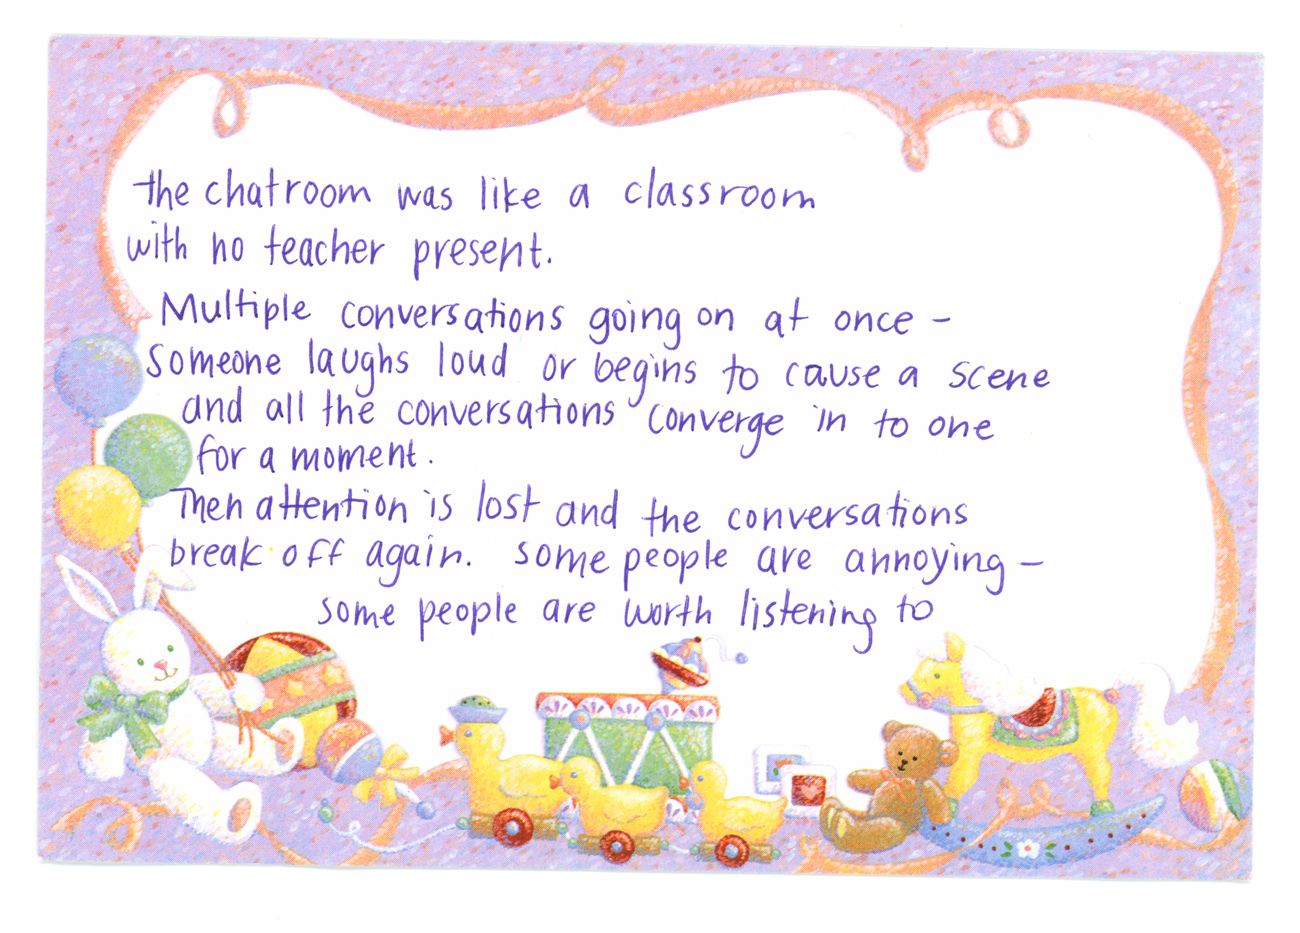 the chatroom was like a classroom
with no teacher present.
Multiple conversations going on at once -
Someone laughs loud or begins to cause a scene
and all the conversations converge in to one
for a moment.
Then attention is lost and the conversations
break off again. some people are annoying -
some people are worth listening to